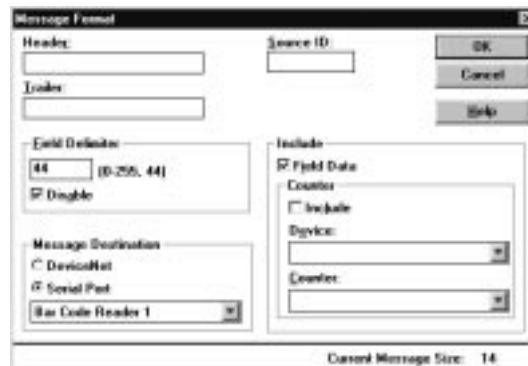 Message Format
Header:
Source ID:
OK
Cancel
Trailer:
Help
Field Delimiter
44 (0-255, 44)
Disable
Include
Field Data
Counter
Include
Device:
Counter:
Message Destination
DeviceNet
Serial Port
Bar Code Reader 1
Current Message Size: 14